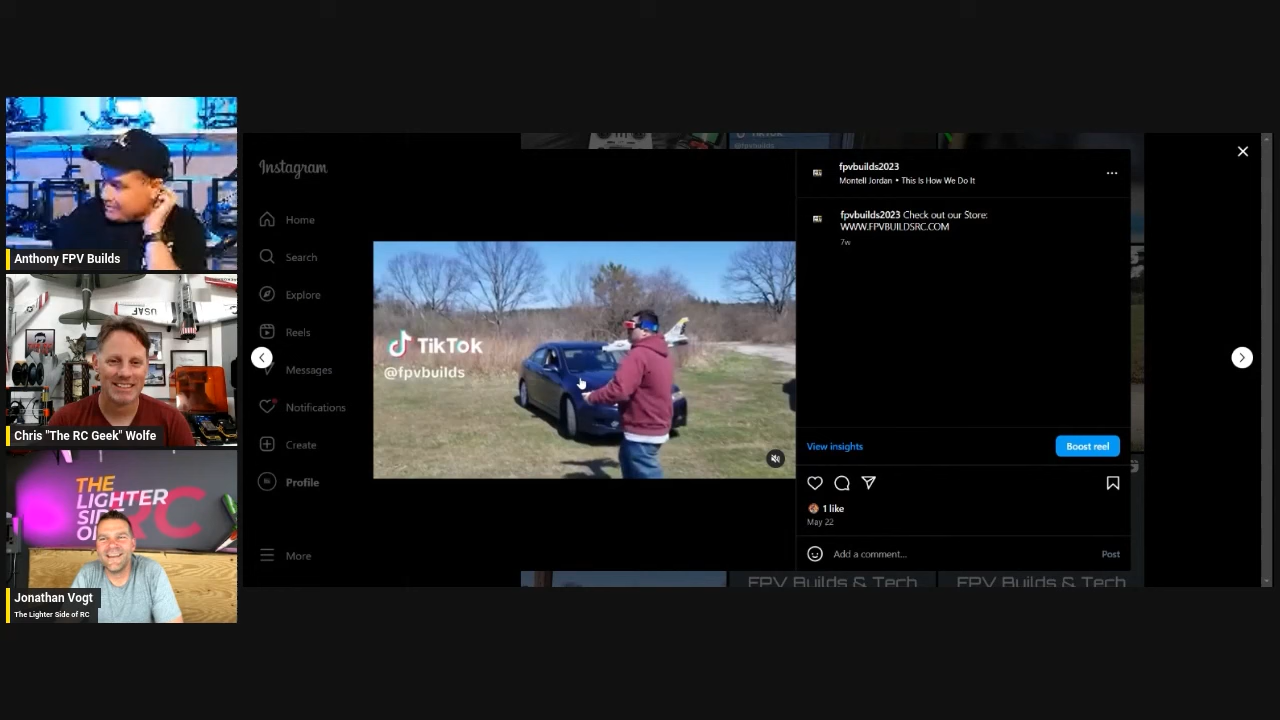 Anthony FPV Builds
USAF
Chris "The RC Geek" Wolfe
THE
LIGHTER
SIDE
OF
RC
Jonathan Vogt
The Lighter Side of RC
Instagram
Home
Search
Explore
Reels
Messages
Notifications
Create
Profile
More
TikTok
@fpvbuilds
fpvbuilds2023
Montell Jordan • This Is How We Do It
fpvbuilds2023 Check out our Store:
WWW.FPVBUILDSRC.COM
7w
View insights
Boost reel
1 like
May 22
Add a comment...
Post
FPV Builds & Tech
FPV Builds & Tech